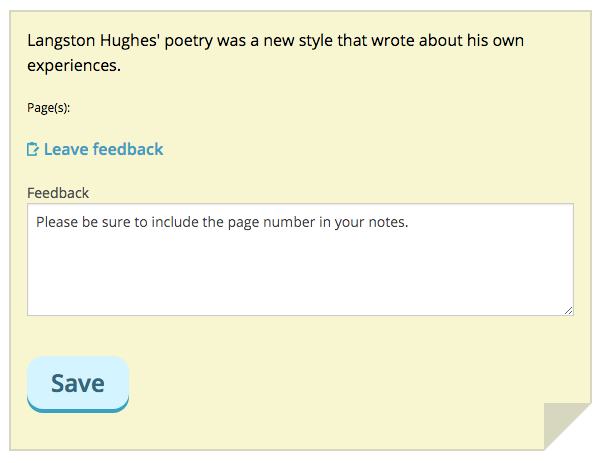 Langston Hughes' poetry was a new style that wrote about his own
experiences.
Page(s):
Leave feedback
Feedback
Please be sure to include the page number in your notes.
Save